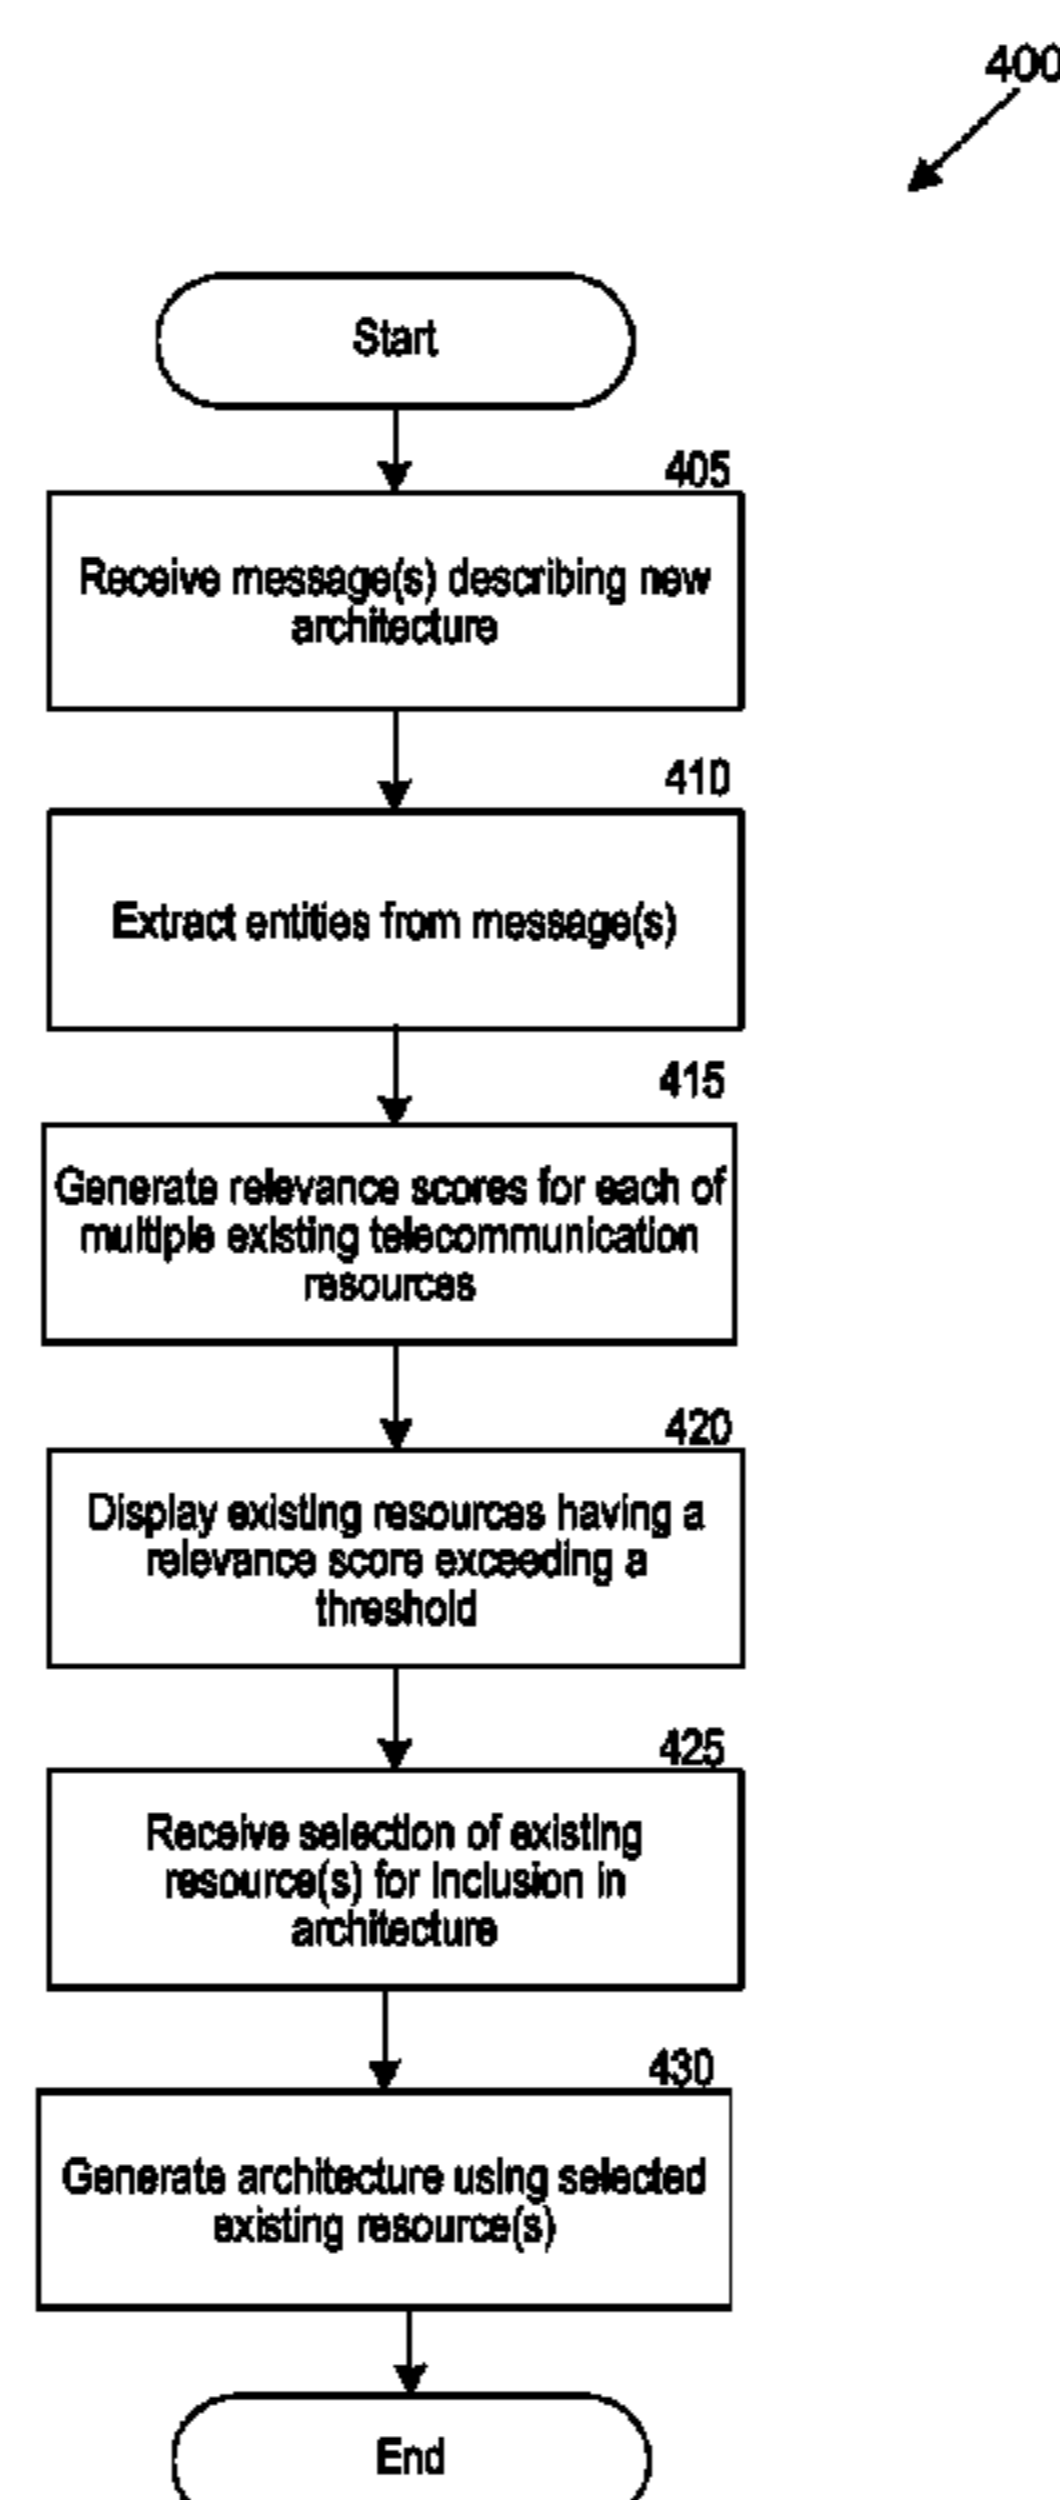 400
Start
405
Receive message(s) describing new
architecture
410
Extract entities from message(s)
415
Generate relevance scores for each of
multiple existing telecommunication
resources
420
Display existing resources having a
relevance score exceeding a
threshold
425
Receive selection of existing
resource(s) for inclusion in
architecture
430
Generate architecture using selected
existing resource(s)
End